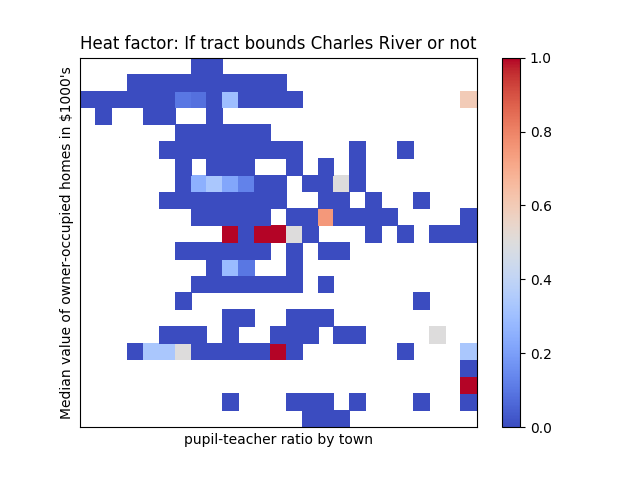 Heat factor: If tract bounds Charles River or not
Median value of owner-occupied homes in $1000's
pupil-teacher ratio by town
1.0
0.8
0.6
0.4
0.2
0.0